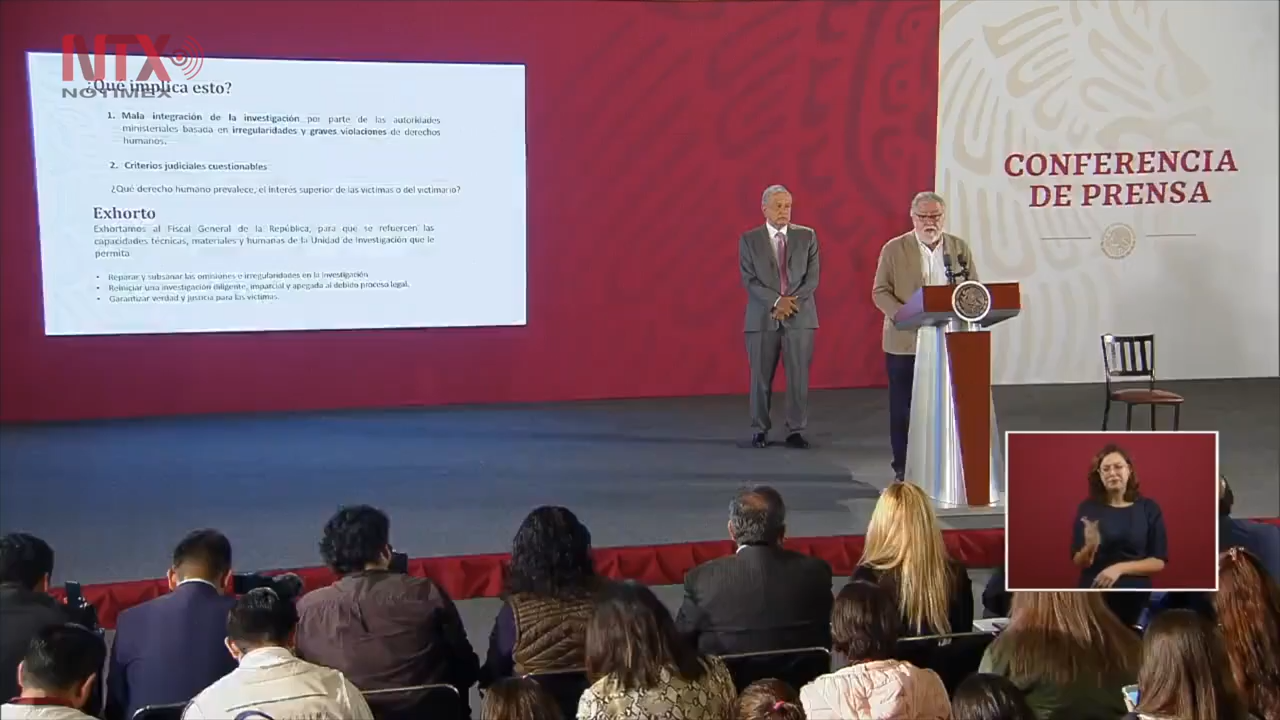 NTX
NOTIMEX
¿Qué implica esto?
1. Mala integración de la investigación por parte de las autoridades
ministeriales basada en irregularidades y graves violaciones de derechos
humanos.
2. Criterios judiciales cuestionables
¿Qué derecho humano prevalece, el interés superior de las víctimas o del victimario?
Exhorto
Exhortamos al Fiscal General de la República, para que se refuercen las
capacidades técnicas, materiales y humanas de la Unidad de Investigación que le
permita
• Reparar y subsanar las omisiones e irregularidades en la investigación
• Reiniciar una investigación diligente, imparcial y apegada al debido proceso legal.
• Garantizar verdad y justicia para las víctimas.
CONFERENCIA
DE PRENSA